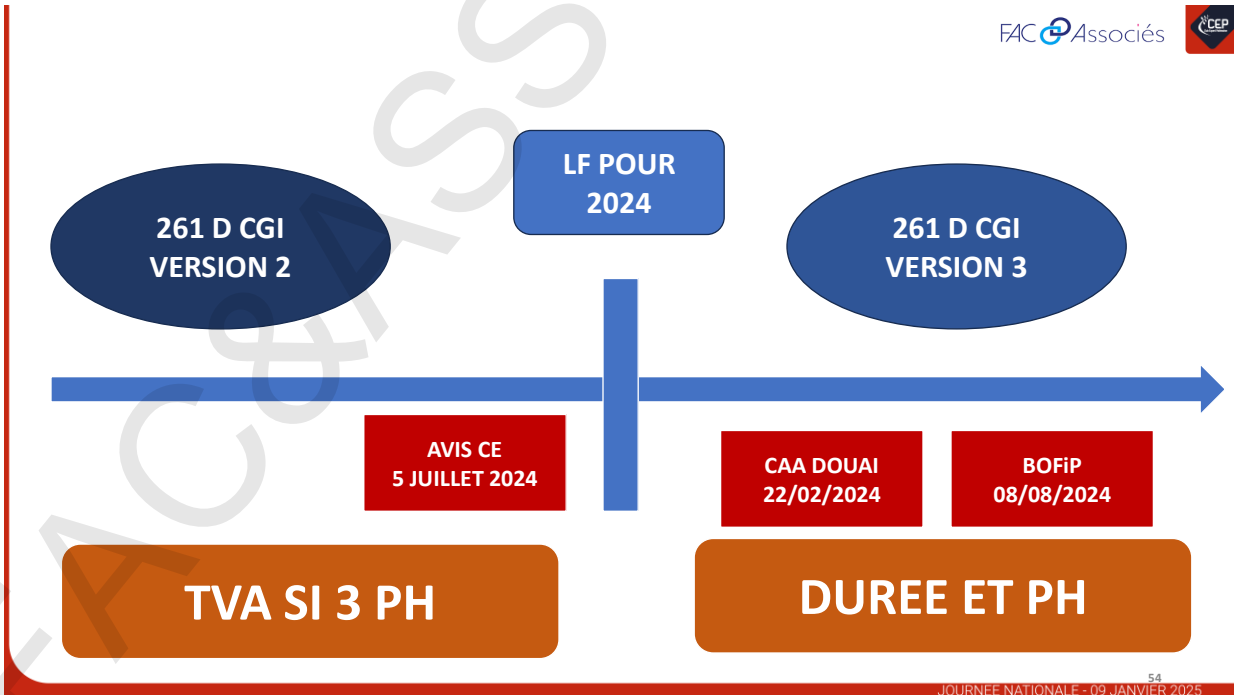 FAC Associés
CEP
LF POUR
2024
261 D CGI
VERSION 2
261 D CGI
VERSION 3
AVIS CE
5 JUILLET 2024
CAA DOUAI
22/02/2024
BOFiP
08/08/2024
TVA SI 3 PH
DUREE ET PH
54
JOURNEE NATIONALE - 09 JANVIER 2025
FAC&ASS